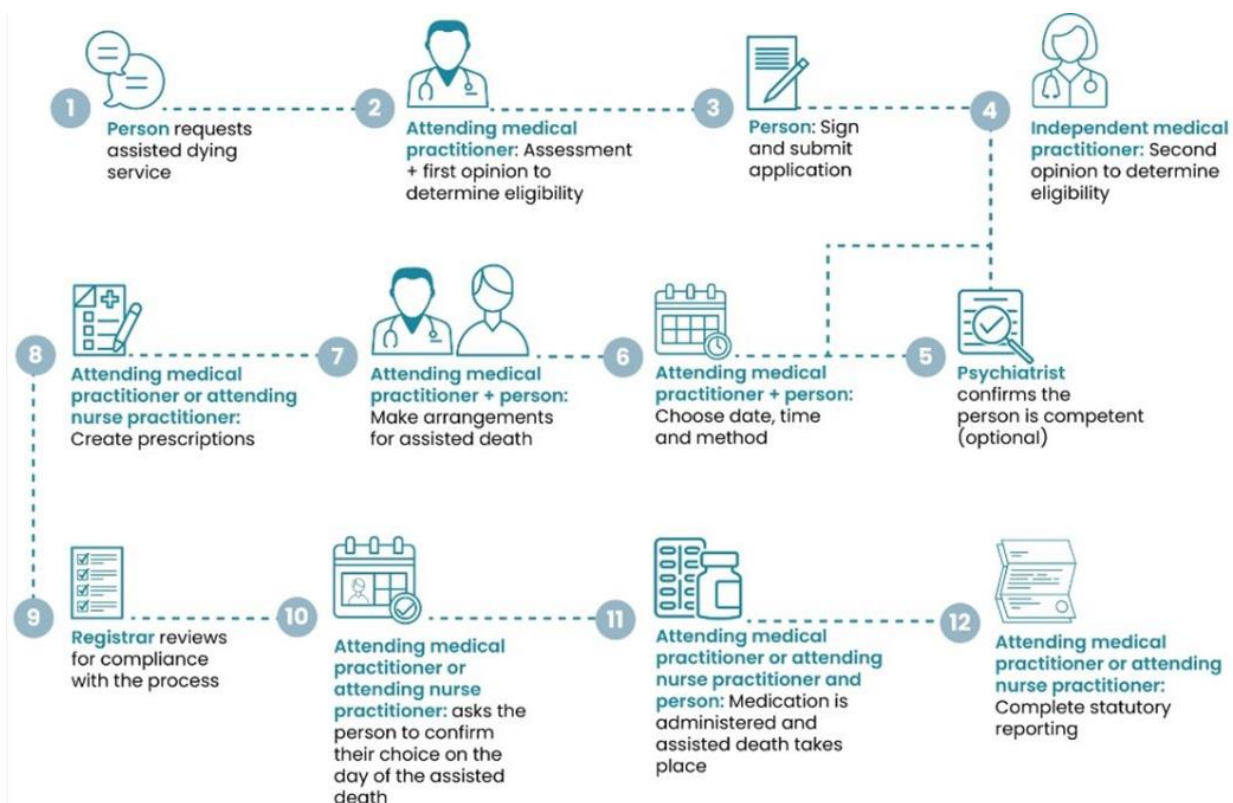 1
Person requests
assisted dying
service
2
Attending medical
practitioner: Assessment
+ first opinion to
determine eligibility
3
Person: Sign
and submit
application
4
Independent medical
practitioner: Second
opinion to determine
eligibility
5
Psychiatrist
confirms the
person is competent
(optional)
6
Attending medical
practitioner + person:
Choose date, time
and method
7
Attending medical
practitioner + person:
Make arrangements
for assisted death
8
Attending medical
practitioner or attending
nurse practitioner:
Create prescriptions
9
Registrar reviews
for compliance
with the process
10
Attending medical
practitioner or
attending nurse
practitioner: asks the
person to confirm
their choice on the
day of the assisted
death
11
Attending medical
practitioner or attending
nurse practitioner and
person: Medication is
administered and
assisted death takes
place
12
Attending medical
practitioner or attending
nurse practitioner:
Complete statutory
reporting